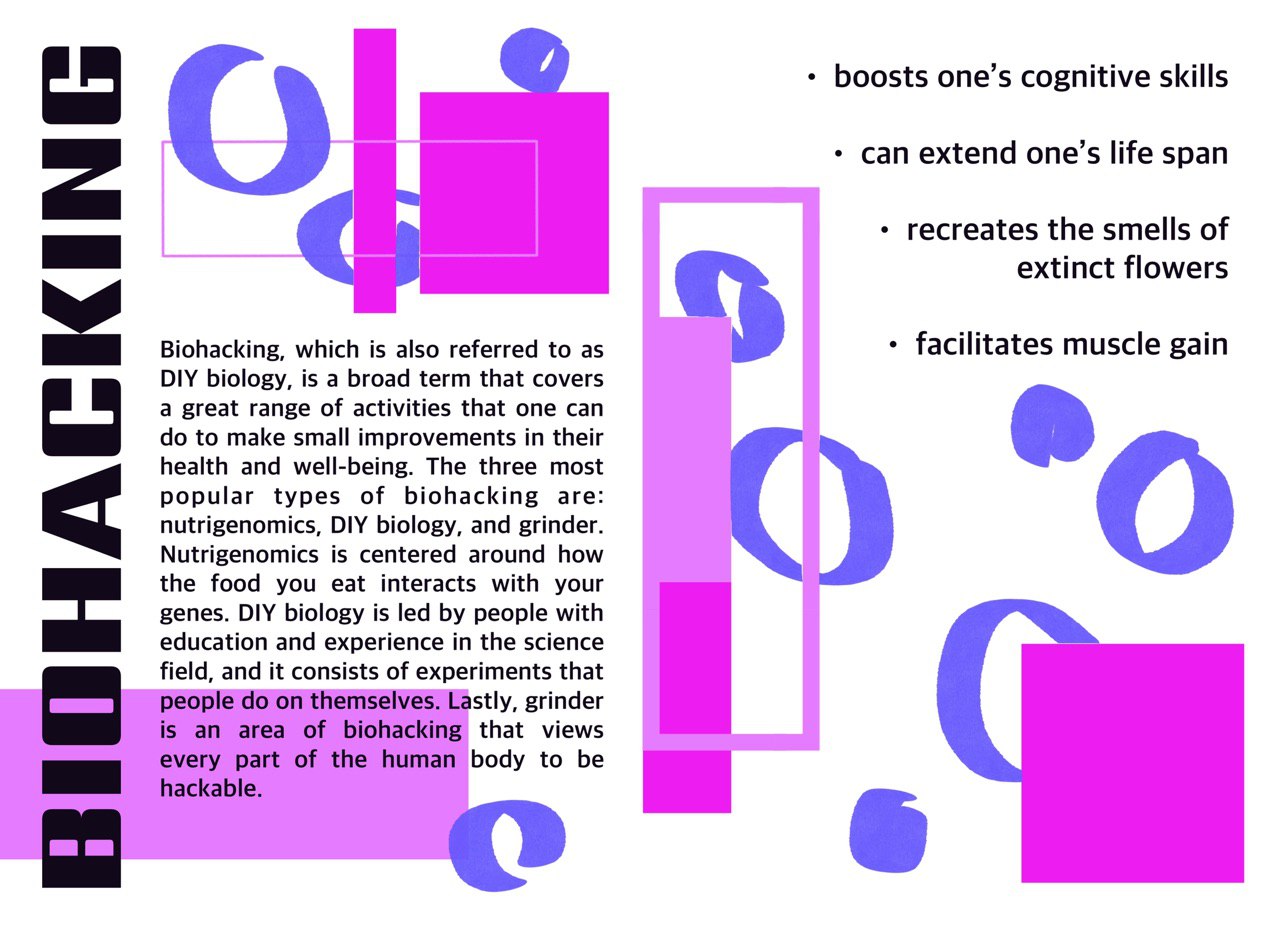 BIOHACKING
Biohacking, which is also referred to as
DIY biology, is a broad term that covers
a great range of activities that one can
do to make small improvements in their
health and well-being. The three most
popular types of biohacking are:
nutrigenomics, DIY biology, and grinder.
Nutrigenomics is centered around how
the food you eat interacts with your
genes. DIY biology is led by people with
education and experience in the science
field, and it consists of experiments that
people do on themselves. Lastly, grinder
is an area of biohacking that views
every part of the human body to be
hackable.
• boosts one’s cognitive skills
• can extend one’s life span
• recreates the smells of
extinct flowers
• facilitates muscle gain